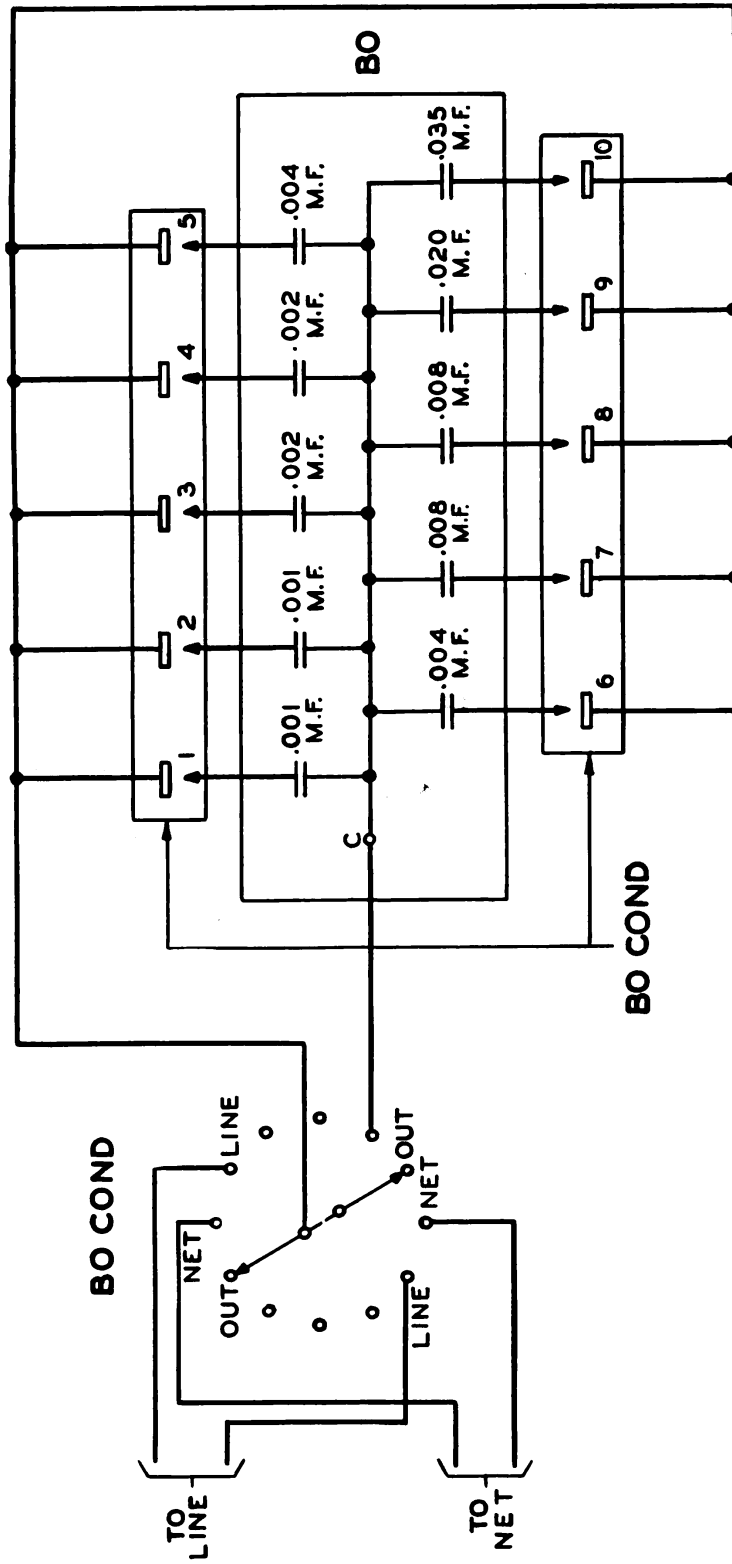 BO COND
TO
LINE
TO
NET
OUT
NET
LINE
LINE
NET
OUT
BO COND
C
BO
1
2
3
4
5
.001
M.F.
.001
M.F.
.002
M.F.
.002
M.F.
.004
M.F.
.004
M.F.
.008
M.F.
.008
M.F.
.020
M.F.
.035
M.F.
6
7
8
9
10